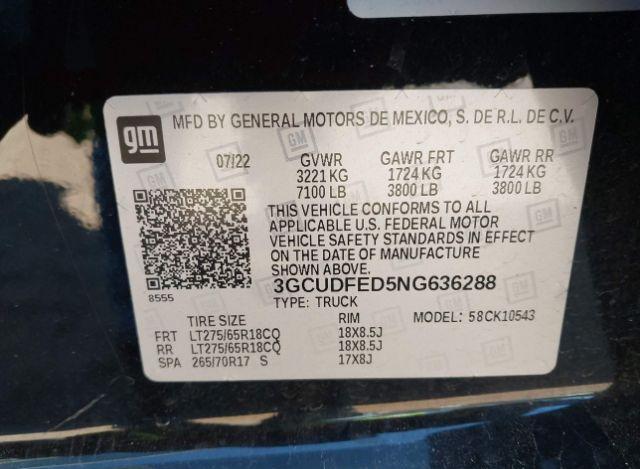 gm MFD BY GENERAL MOTORS DE MEXICO, S. DE R.L. DE C.V.
07/22 GVWR GAWR FRT GAWR RR
3221 KG 1724 KG 1724 KG
7100 LB 3800 LB 3800 LB
THIS VEHICLE CONFORMS TO ALL
APPLICABLE U.S. FEDERAL MOTOR
VEHICLE SAFETY STANDARDS IN EFFECT
ON THE DATE OF MANUFACTURE
SHOWN ABOVE.
8555 3GCUDFED5NG636288
TYPE: TRUCK
TIRE SIZE RIM MODEL: 58CK10543
FRT LT275/65R18CQ 18X8.5J
RR LT275/65R18CQ 18X8.5J
SPA 265/70R17 S 17X8J